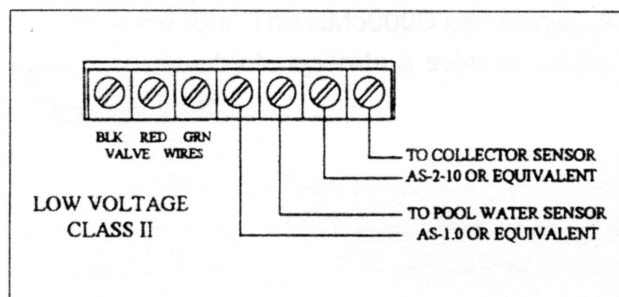 BLK RED GRN
VALVE WIRES
TO COLLECTOR SENSOR
AS-2-10 OR EQUIVALENT
LOW VOLTAGE
CLASS II
TO POOL WATER SENSOR
AS-1.0 OR EQUIVALENT